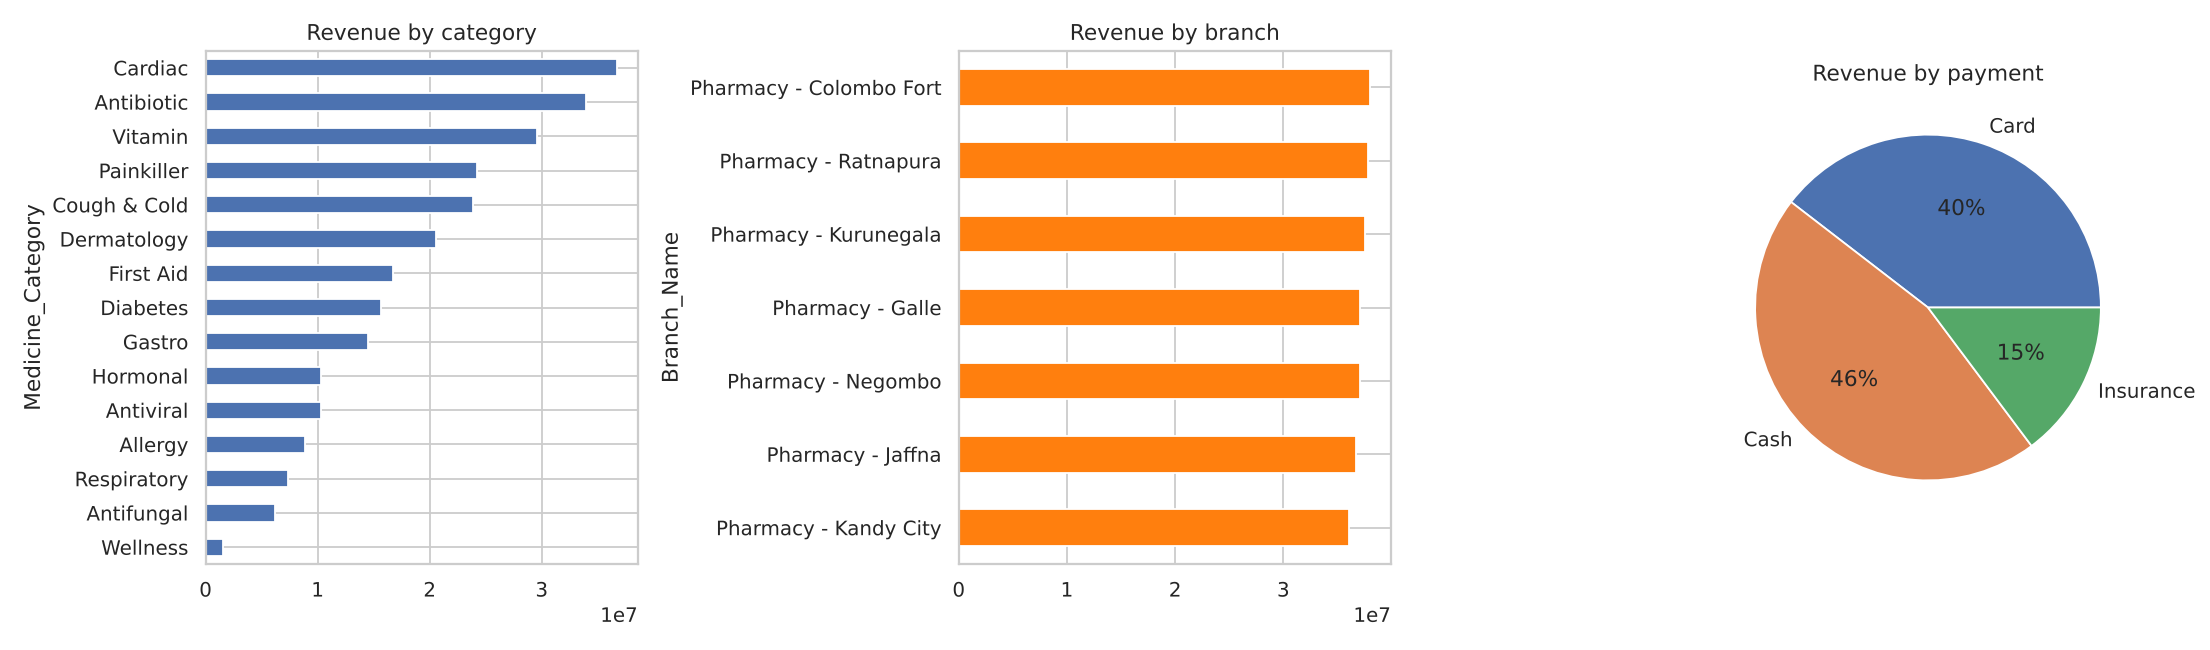 Revenue by category
Medicine_Category
Cardiac
Antibiotic
Vitamin
Painkiller
Cough & Cold
Dermatology
First Aid
Diabetes
Gastro
Hormonal
Antiviral
Allergy
Respiratory
Antifungal
Wellness
0 1 2 3
1e7
Revenue by branch
Branch_Name
Pharmacy - Colombo Fort
Pharmacy - Ratnapura
Pharmacy - Kurunegala
Pharmacy - Galle
Pharmacy - Negombo
Pharmacy - Jaffna
Pharmacy - Kandy City
0 1 2 3
1e7
Revenue by payment
Card
40%
15%
46%
Insurance
Cash